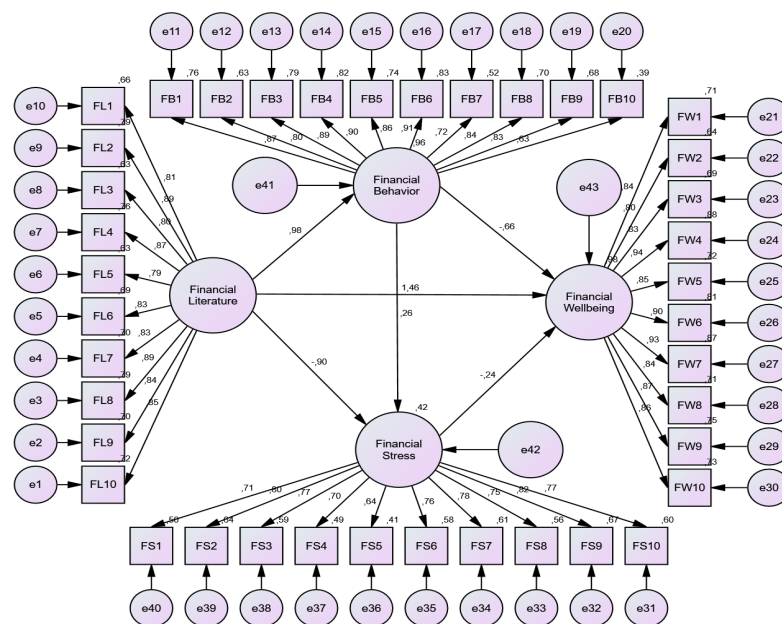 e11 e12 e13 e14 e15 e16 e17 e18 e19 e20
,76 ,63 ,79 ,82 ,74 ,83 ,52 ,70 ,68 ,39
FB1 FB2 FB3 FB4 FB5 FB6 FB7 FB8 FB9 FB10
,87 ,80 ,89 ,90 ,86 ,91 ,72 ,84 ,83 ,63
,96
Financial
Behavior
e41
e43
,66
e10 FL1
,79
e9 FL2
,63
e8 FL3
,76
e7 FL4
,63
e6 FL5
,69
e5 FL6
,70
e4 FL7
,79
e3 FL8
,70
e2 FL9
,72
e1 FL10
,81
,89
,80
,87
,79
,83
,83
,89
,84
,85
Financial
Literature
,98
-,66
1,46
,26
-,90
-,24
,98
Financial
Wellbeing
,84
,80
,83
,94
,85
,90
,93
,84
,87
,86
,71
FW1 e21
,64
FW2 e22
,69
FW3 e23
,88
FW4 e24
,72
FW5 e25
,81
FW6 e26
,87
FW7 e27
,71
FW8 e28
,75
FW9 e29
,73
FW10 e30
,42
Financial
Stress
e42
,71 ,80 ,77 ,70 ,64 ,76 ,78 ,75 ,82 ,77
,50 ,64 ,59 ,49 ,41 ,58 ,61 ,56 ,67 ,60
FS1 FS2 FS3 FS4 FS5 FS6 FS7 FS8 FS9 FS10
e40 e39 e38 e37 e36 e35 e34 e33 e32 e31